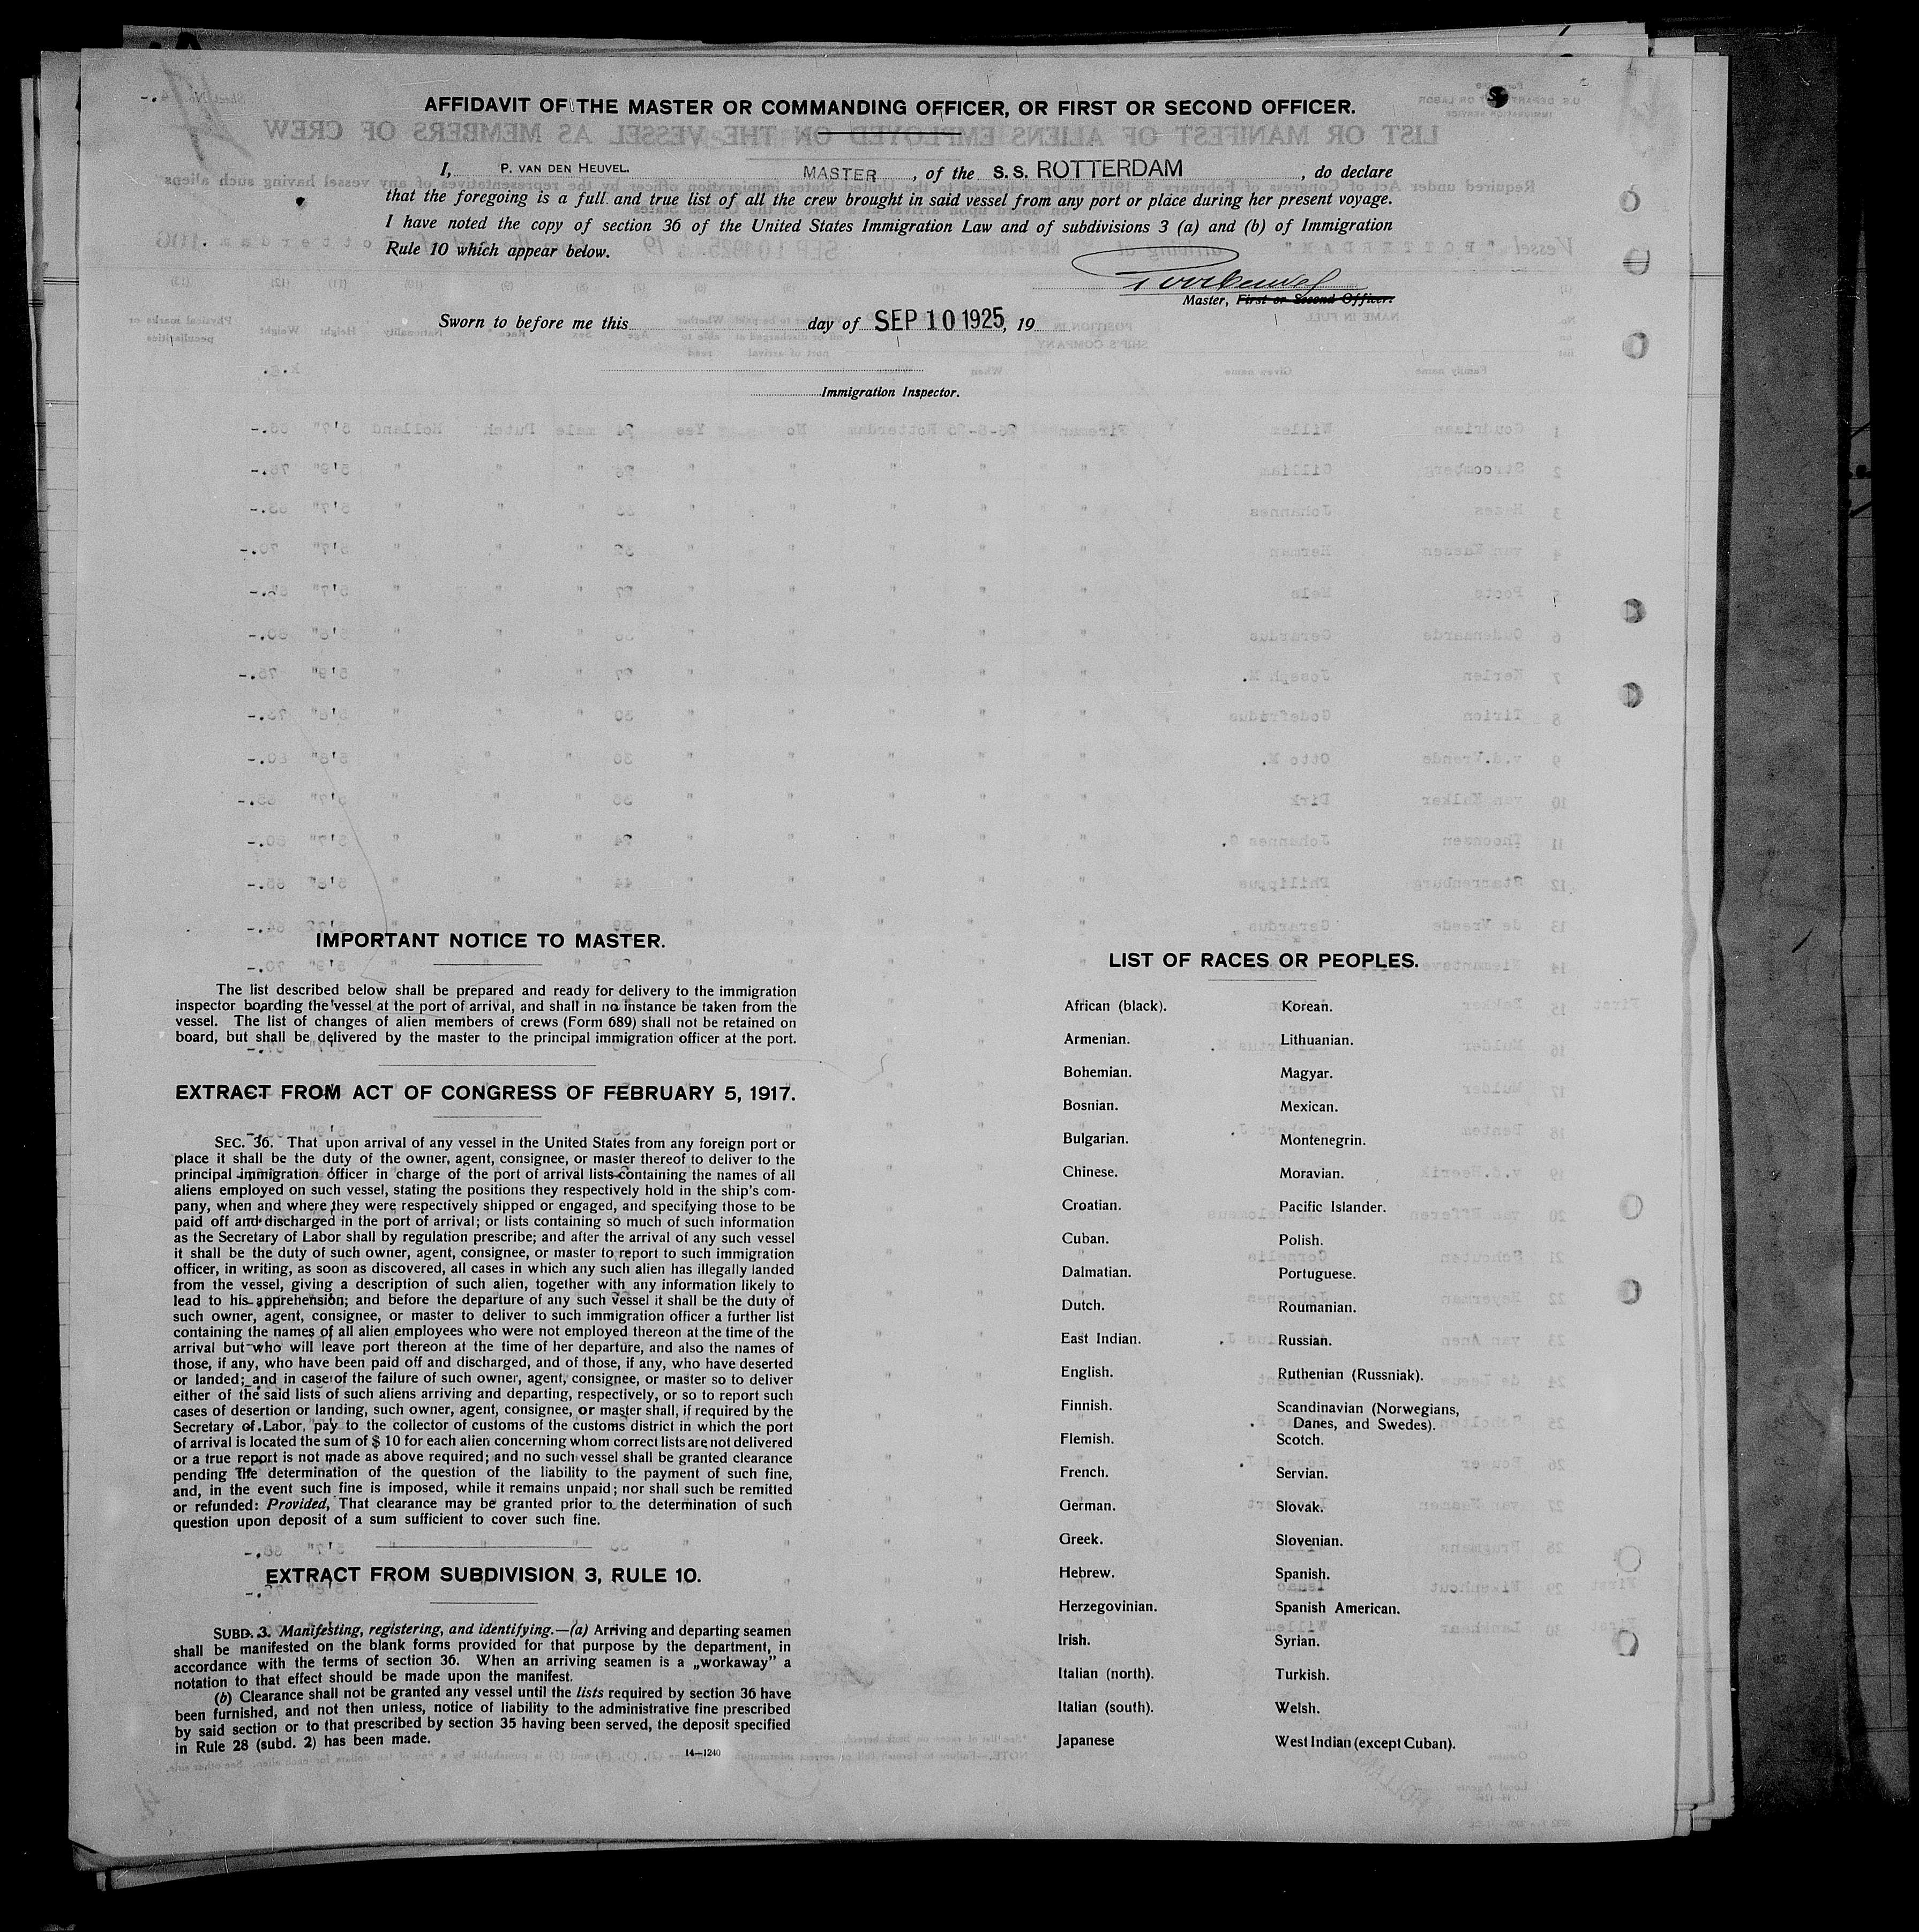 AFFIDAVIT OF THE MASTER OR COMMANDING OFFICER, OR FIRST OR SECOND OFFICER.
I, P. VAN DEN HEUVEL. MASTER, of the S.S. ROTTERDAM, do declare
that the foregoing is a full and true list of all the crew brought in said vessel from any port or place during her present voyage.
I have noted the copy of section 36 of the United States Immigration Law and of subdivisions 3 (a) and (b) of Immigration
Rule 10 which appear below.
Master, First or Second Officer.
Sworn to before me this day of SEP 10 1925, 19
Immigration Inspector.
IMPORTANT NOTICE TO MASTER.
The list described below shall be prepared and ready for delivery to the immigration
inspector boarding the vessel at the port of arrival, and shall in no instance be taken from the
vessel. The list of changes of alien members of crews (Form 689) shall not be retained on
board, but shall be delivered by the master to the principal immigration officer at the port.
EXTRACT FROM ACT OF CONGRESS OF FEBRUARY 5, 1917.
SEC. 36. That upon arrival of any vessel in the United States from any foreign port or
place it shall be the duty of the owner, agent, consignee, or master thereof to deliver to the
principal immigration officer in charge of the port of arrival lists containing the names of all
aliens employed on such vessel, stating the positions they respectively hold in the ship's com-
pany, when and where they were respectively shipped or engaged, and specifying those to be
paid off and discharged in the port of arrival; or lists containing so much of such information
as the Secretary of Labor shall by regulation prescribe; and after the arrival of any such vessel
it shall be the duty of such owner, agent, consignee, or master to report to such immigration
officer, in writing, as soon as discovered, all cases in which any such alien has illegally landed
from the vessel, giving a description of such alien, together with any information likely to
lead to his apprehension; and before the departure of any such vessel it shall be the duty of
such owner, agent, consignee, or master to deliver to such immigration officer a further list
containing the names of all alien employees who were not employed thereon at the time of the
arrival but who will leave port thereon at the time of her departure, and also the names of
those, if any, who have been paid off and discharged, and of those, if any, who have deserted
or landed; and in case of the failure of such owner, agent, consignee, or master so to deliver
either of the said lists of such aliens arriving and departing, respectively, or so to report such
cases of desertion or landing, such owner, agent, consignee, or master shall, if required by the
Secretary of Labor, pay to the collector of customs of the customs district in which the port
of arrival is located the sum of $ 10 for each alien concerning whom correct lists are not delivered
or a true report is not made as above required; and no such vessel shall be granted clearance
pending the determination of the question of the liability to the payment of such fine,
and, in the event such fine is imposed, while it remains unpaid; nor shall such be remitted
or refunded: Provided, That clearance may be granted prior to the determination of such
question upon deposit of a sum sufficient to cover such fine.
EXTRACT FROM SUBDIVISION 3, RULE 10.
SUBD. 3. Manifesting, registering, and identifying.—(a) Arriving and departing seamen
shall be manifested on the blank forms provided for that purpose by the department, in
accordance with the terms of section 36. When an arriving seamen is a „workaway" a
notation to that effect should be made upon the manifest.
(b) Clearance shall not be granted any vessel until the lists required by section 36 have
been furnished, and not then unless, notice of liability to the administrative fine prescribed
by said section or to that prescribed by section 35 having been served, the deposit specified
in Rule 28 (subd. 2) has been made.
14—1240
LIST OF RACES OR PEOPLES.
African (black).
Armenian.
Bohemian.
Bosnian.
Bulgarian.
Chinese.
Croatian.
Cuban.
Dalmatian.
Dutch.
East Indian.
English.
Finnish.
Flemish.
French.
German.
Greek.
Hebrew.
Herzegovinian.
Irish.
Italian (north).
Italian (south).
Japanese
Korean.
Lithuanian.
Magyar.
Mexican.
Montenegrin.
Moravian.
Pacific Islander.
Polish.
Portuguese.
Roumanian.
Russian.
Ruthenian (Russniak).
Scandinavian (Norwegians,
Danes, and Swedes).
Scotch.
Servian.
Slovak.
Slovenian.
Spanish.
Spanish American.
Syrian.
Turkish.
Welsh.
West Indian (except Cuban).